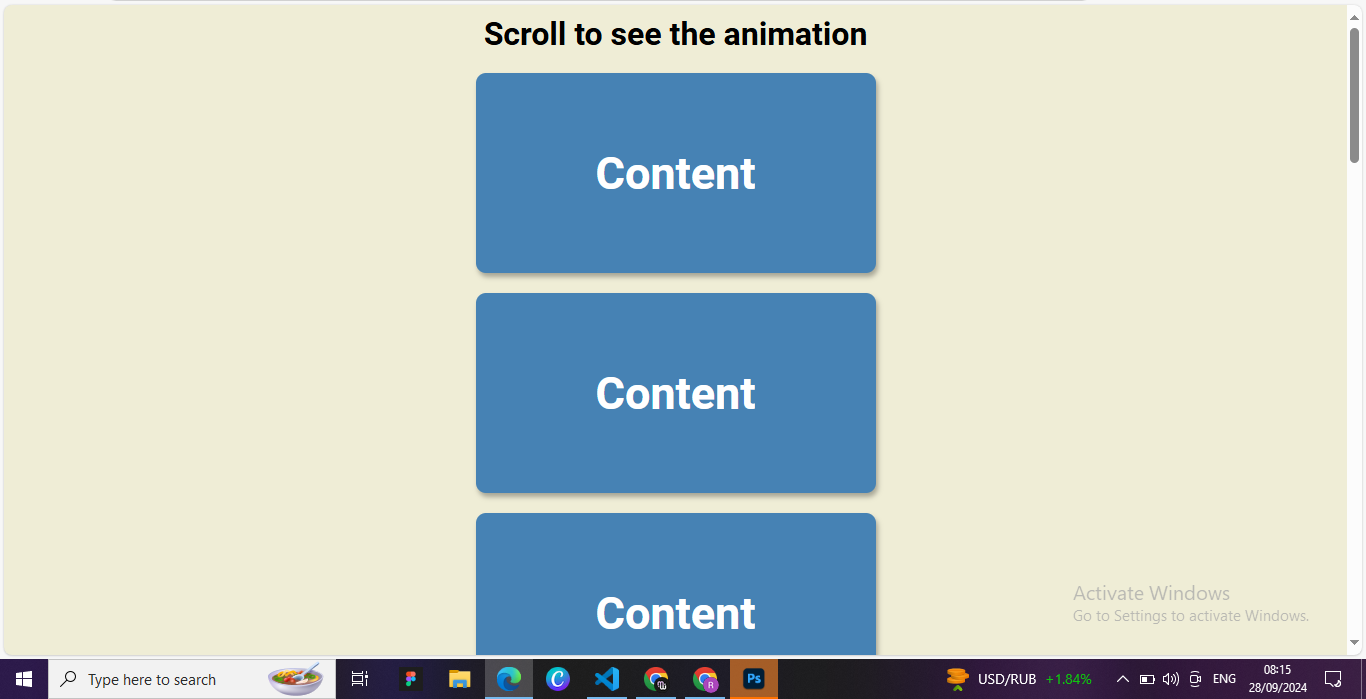 Scroll to see the animation
Content
Content
Content
Activate Windows
Go to Settings to activate Windows.
Type here to search
Ps
USD/RUB +1.84%
ENG
08:15
28/09/2024